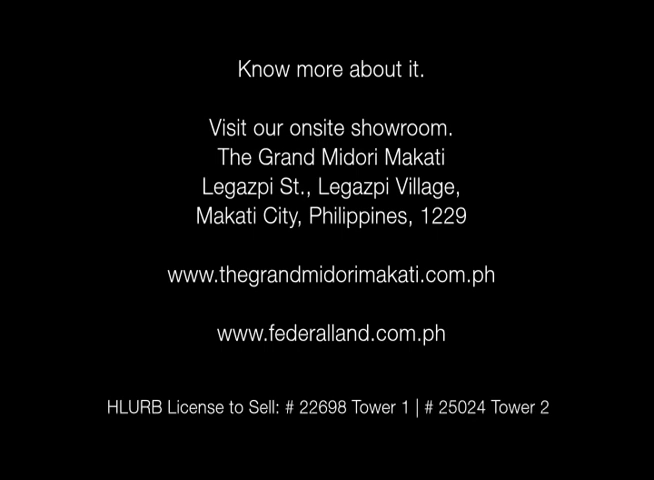 Know more about it.
Visit our onsite showroom.
The Grand Midori Makati
Legazpi St., Legazpi Village,
Makati City, Philippines, 1229
www.thegrandmidorimakati.com.ph
www.federalland.com.ph
HLURB License to Sell: # 22698 Tower 1 | # 25024 Tower 2